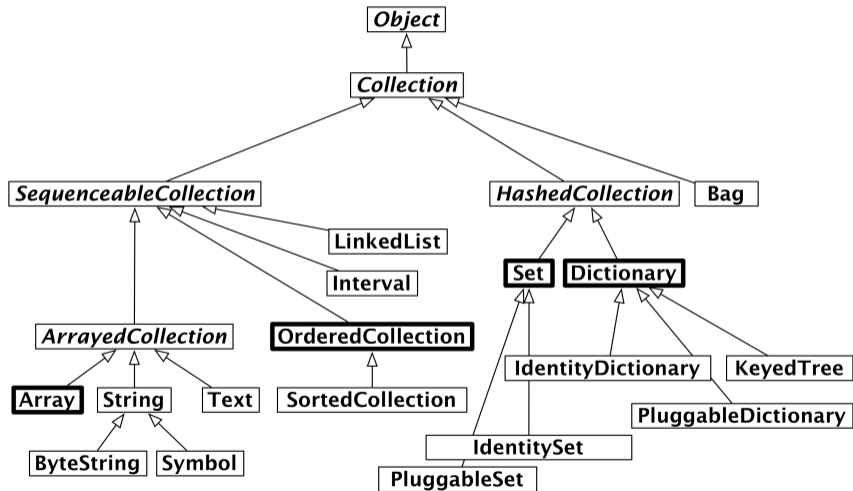 Object
Collection
SequenceableCollection
HashedCollection
Bag
LinkedList
Set
Dictionary
Interval
ArrayedCollection
OrderedCollection
IdentityDictionary
KeyedTree
Array
String
Text
SortedCollection
PluggableDictionary
IdentitySet
ByteString
Symbol
PluggableSet